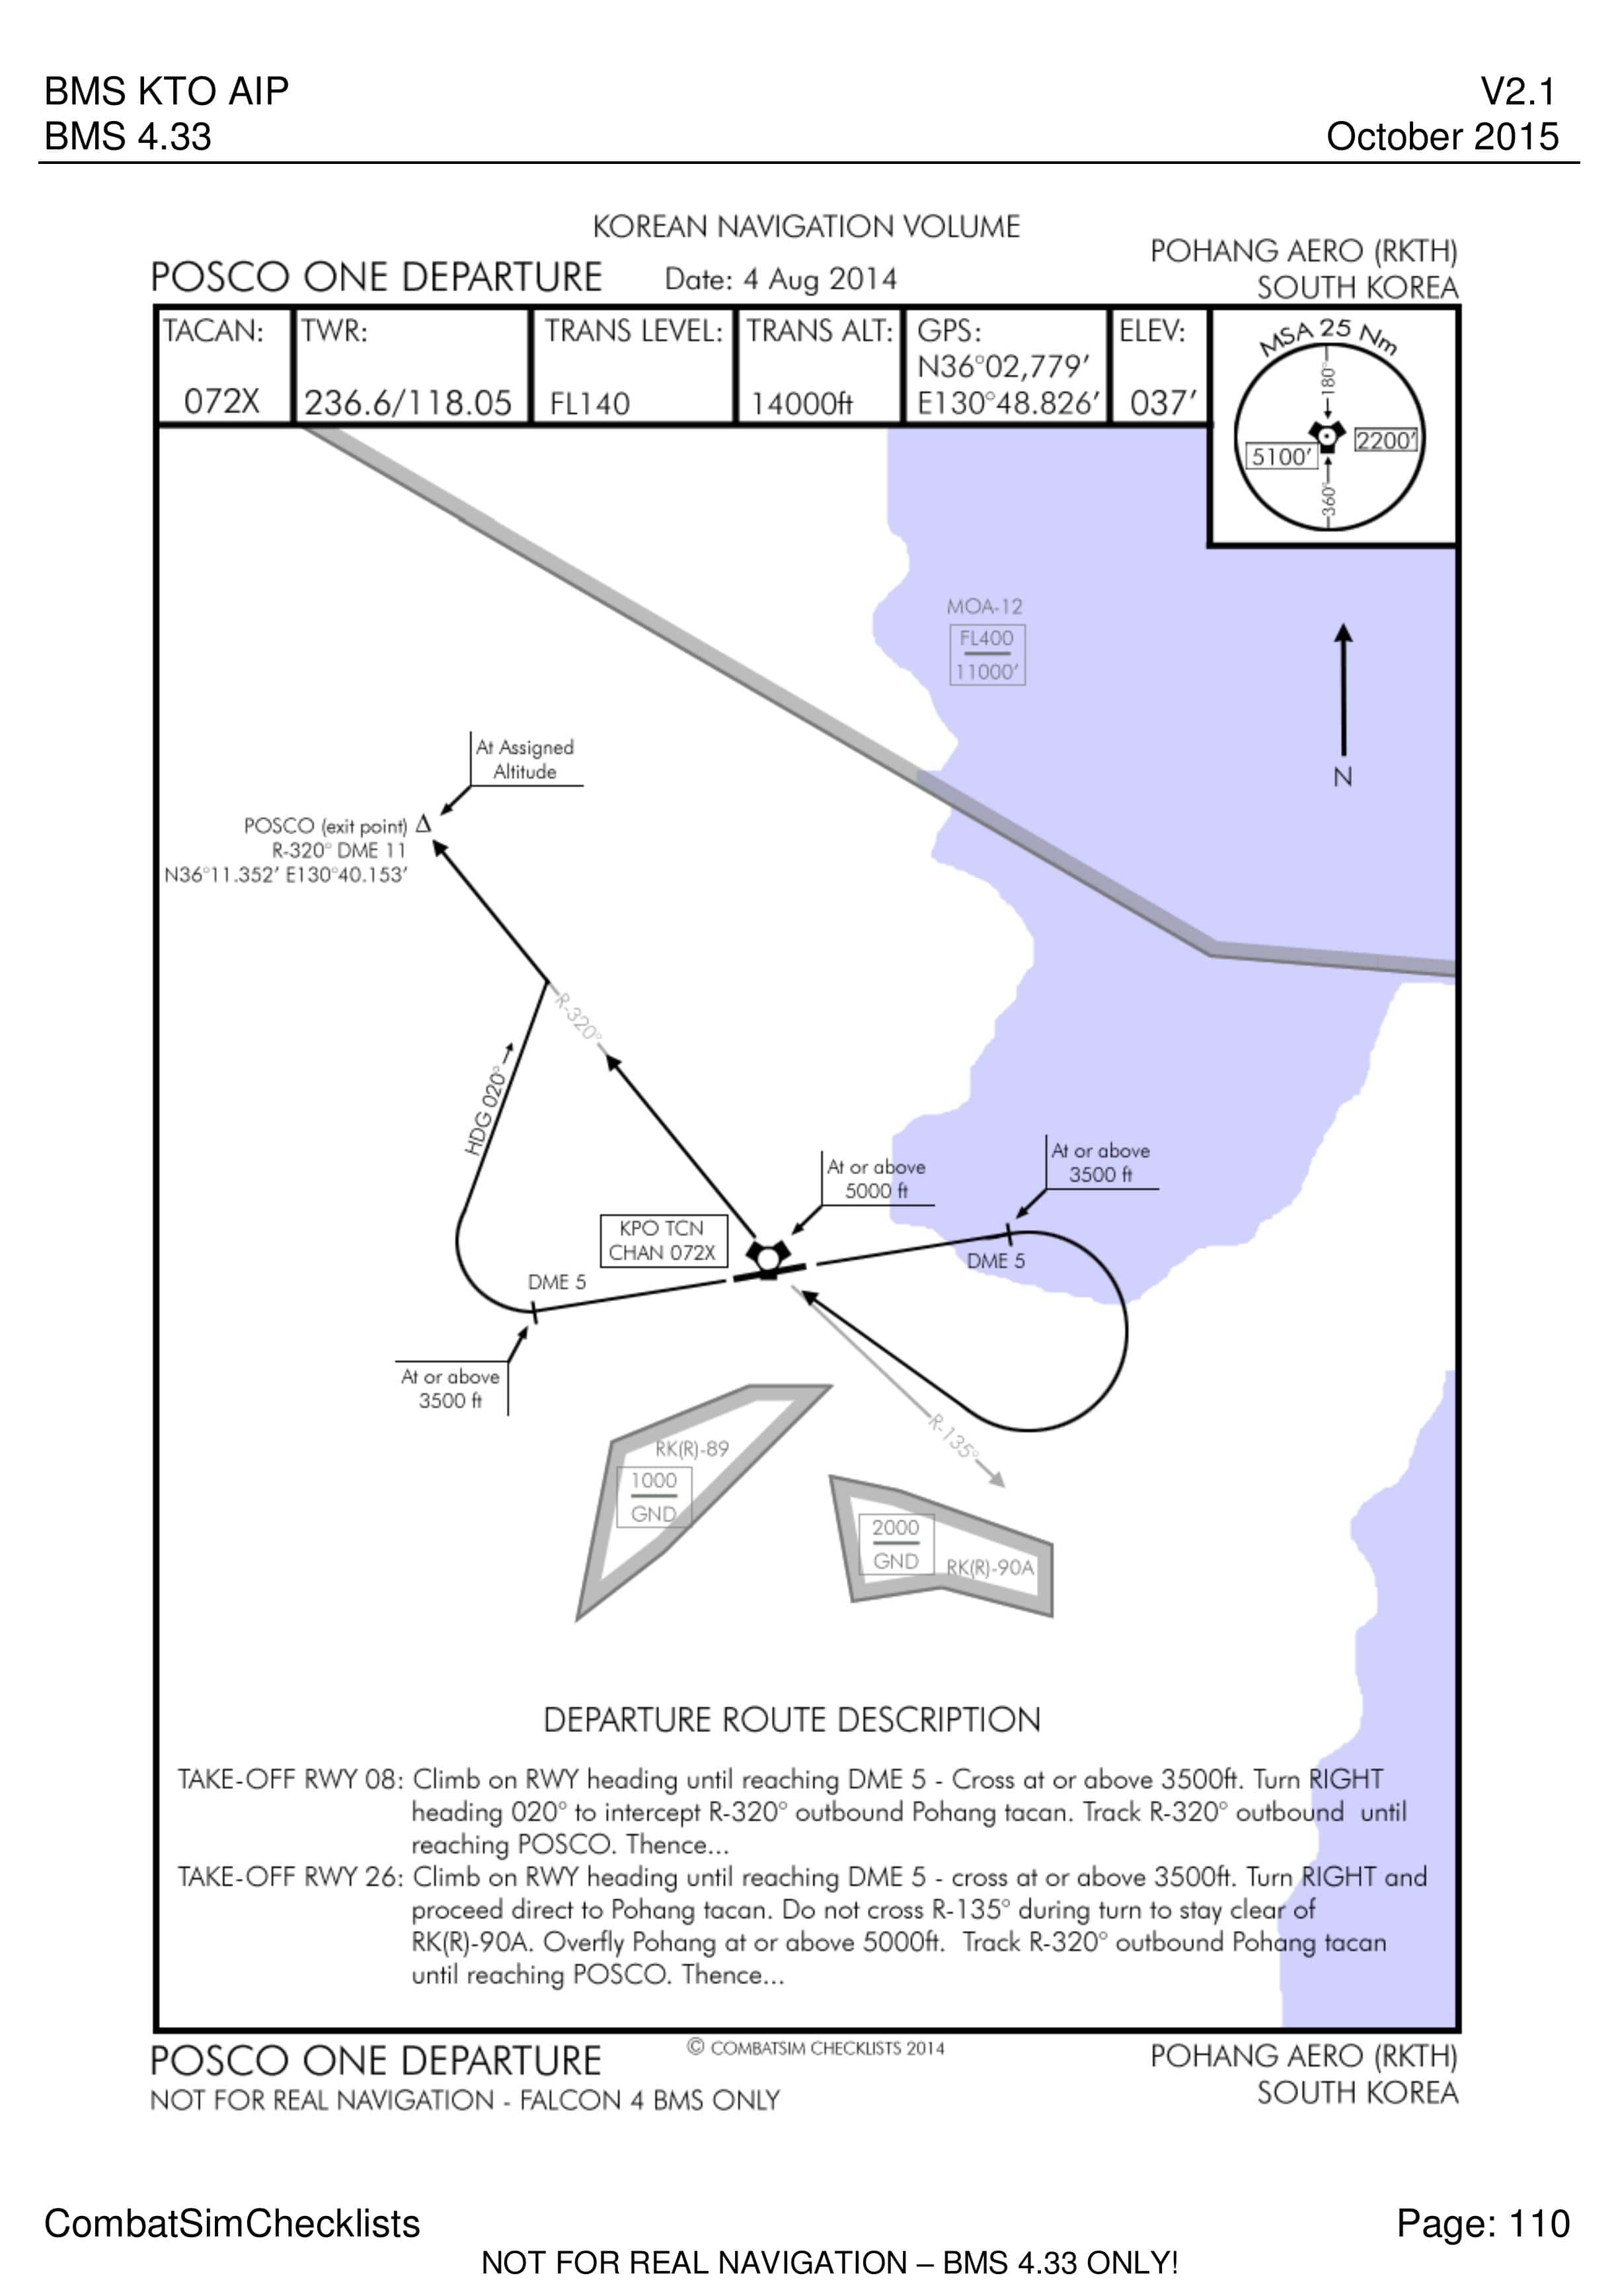 BMS KTO AIP
V2.1
BMS 4.33
October 2015
KOREAN NAVIGATION VOLUME
POSCO ONE DEPARTURE
Date: 4 Aug 2014
POHANG AERO (RKTH)
SOUTH KOREA
TACAN:
072X
TWR:
236.6/118.05
TRANS LEVEL:
FL140
TRANS ALT:
14000ft
GPS:
N36°02,779’
E130°48.826’
ELEV:
037’
MSA 25 Nm
180°
2200’
5100’
360°
MOA-12
FL400
11000’
N
At Assigned
Altitude
POSCO (exit point) Δ
R-320° DME 11
N36°11.352’ E130°40.153’
R-320°
HDG 020°
At or above
5000 ft
At or above
3500 ft
KPO TCN
CHAN 072X
DME 5
DME 5
At or above
3500 ft
R-135°
RK(R)-89
1000
GND
2000
GND
RK(R)-90A
DEPARTURE ROUTE DESCRIPTION
TAKE-OFF RWY 08: Climb on RWY heading until reaching DME 5 - Cross at or above 3500ft. Turn RIGHT
heading 020° to intercept R-320° outbound Pohang tacan. Track R-320° outbound until
reaching POSCO. Thence...
TAKE-OFF RWY 26: Climb on RWY heading until reaching DME 5 - cross at or above 3500ft. Turn RIGHT and
proceed direct to Pohang tacan. Do not cross R-135° during turn to stay clear of
RK(R)-90A. Overfly Pohang at or above 5000ft. Track R-320° outbound Pohang tacan
until reaching POSCO. Thence...
POSCO ONE DEPARTURE
© COMBATSIM CHECKLISTS 2014
POHANG AERO (RKTH)
NOT FOR REAL NAVIGATION - FALCON 4 BMS ONLY
SOUTH KOREA
CombatSimChecklists
Page: 110
NOT FOR REAL NAVIGATION – BMS 4.33 ONLY!